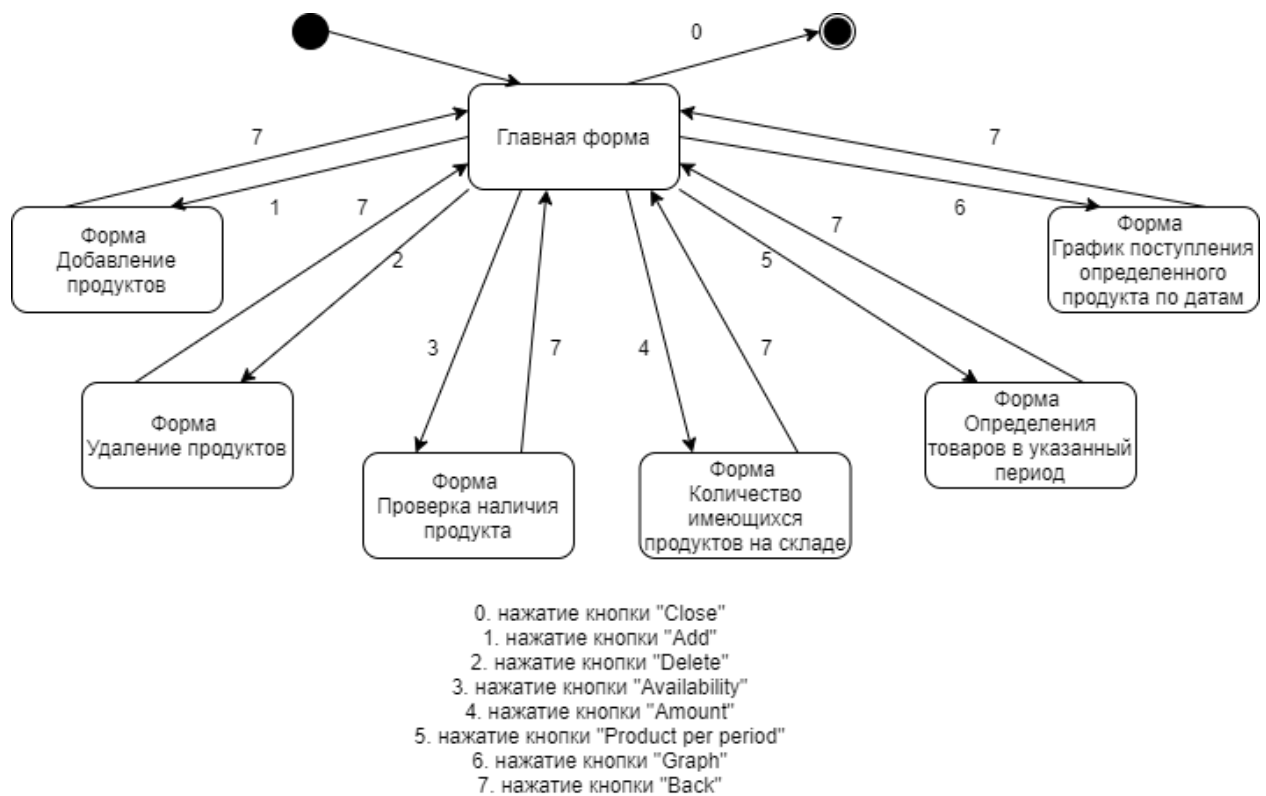 0
Главная форма
7
1
7
2
3
7
4
7
5
7
6
7
Форма
Добавление
продуктов
Форма
Удаление продуктов
Форма
Проверка наличия
продукта
Форма
Количество
имеющихся
продуктов на складе
Форма
Определения
товаров в указанный
период
Форма
График поступления
определенного
продукта по датам
0. нажатие кнопки "Close"
1. нажатие кнопки "Add"
2. нажатие кнопки "Delete"
3. нажатие кнопки "Availability"
4. нажатие кнопки "Amount"
5. нажатие кнопки "Product per period"
6. нажатие кнопки "Graph"
7. нажатие кнопки "Back"